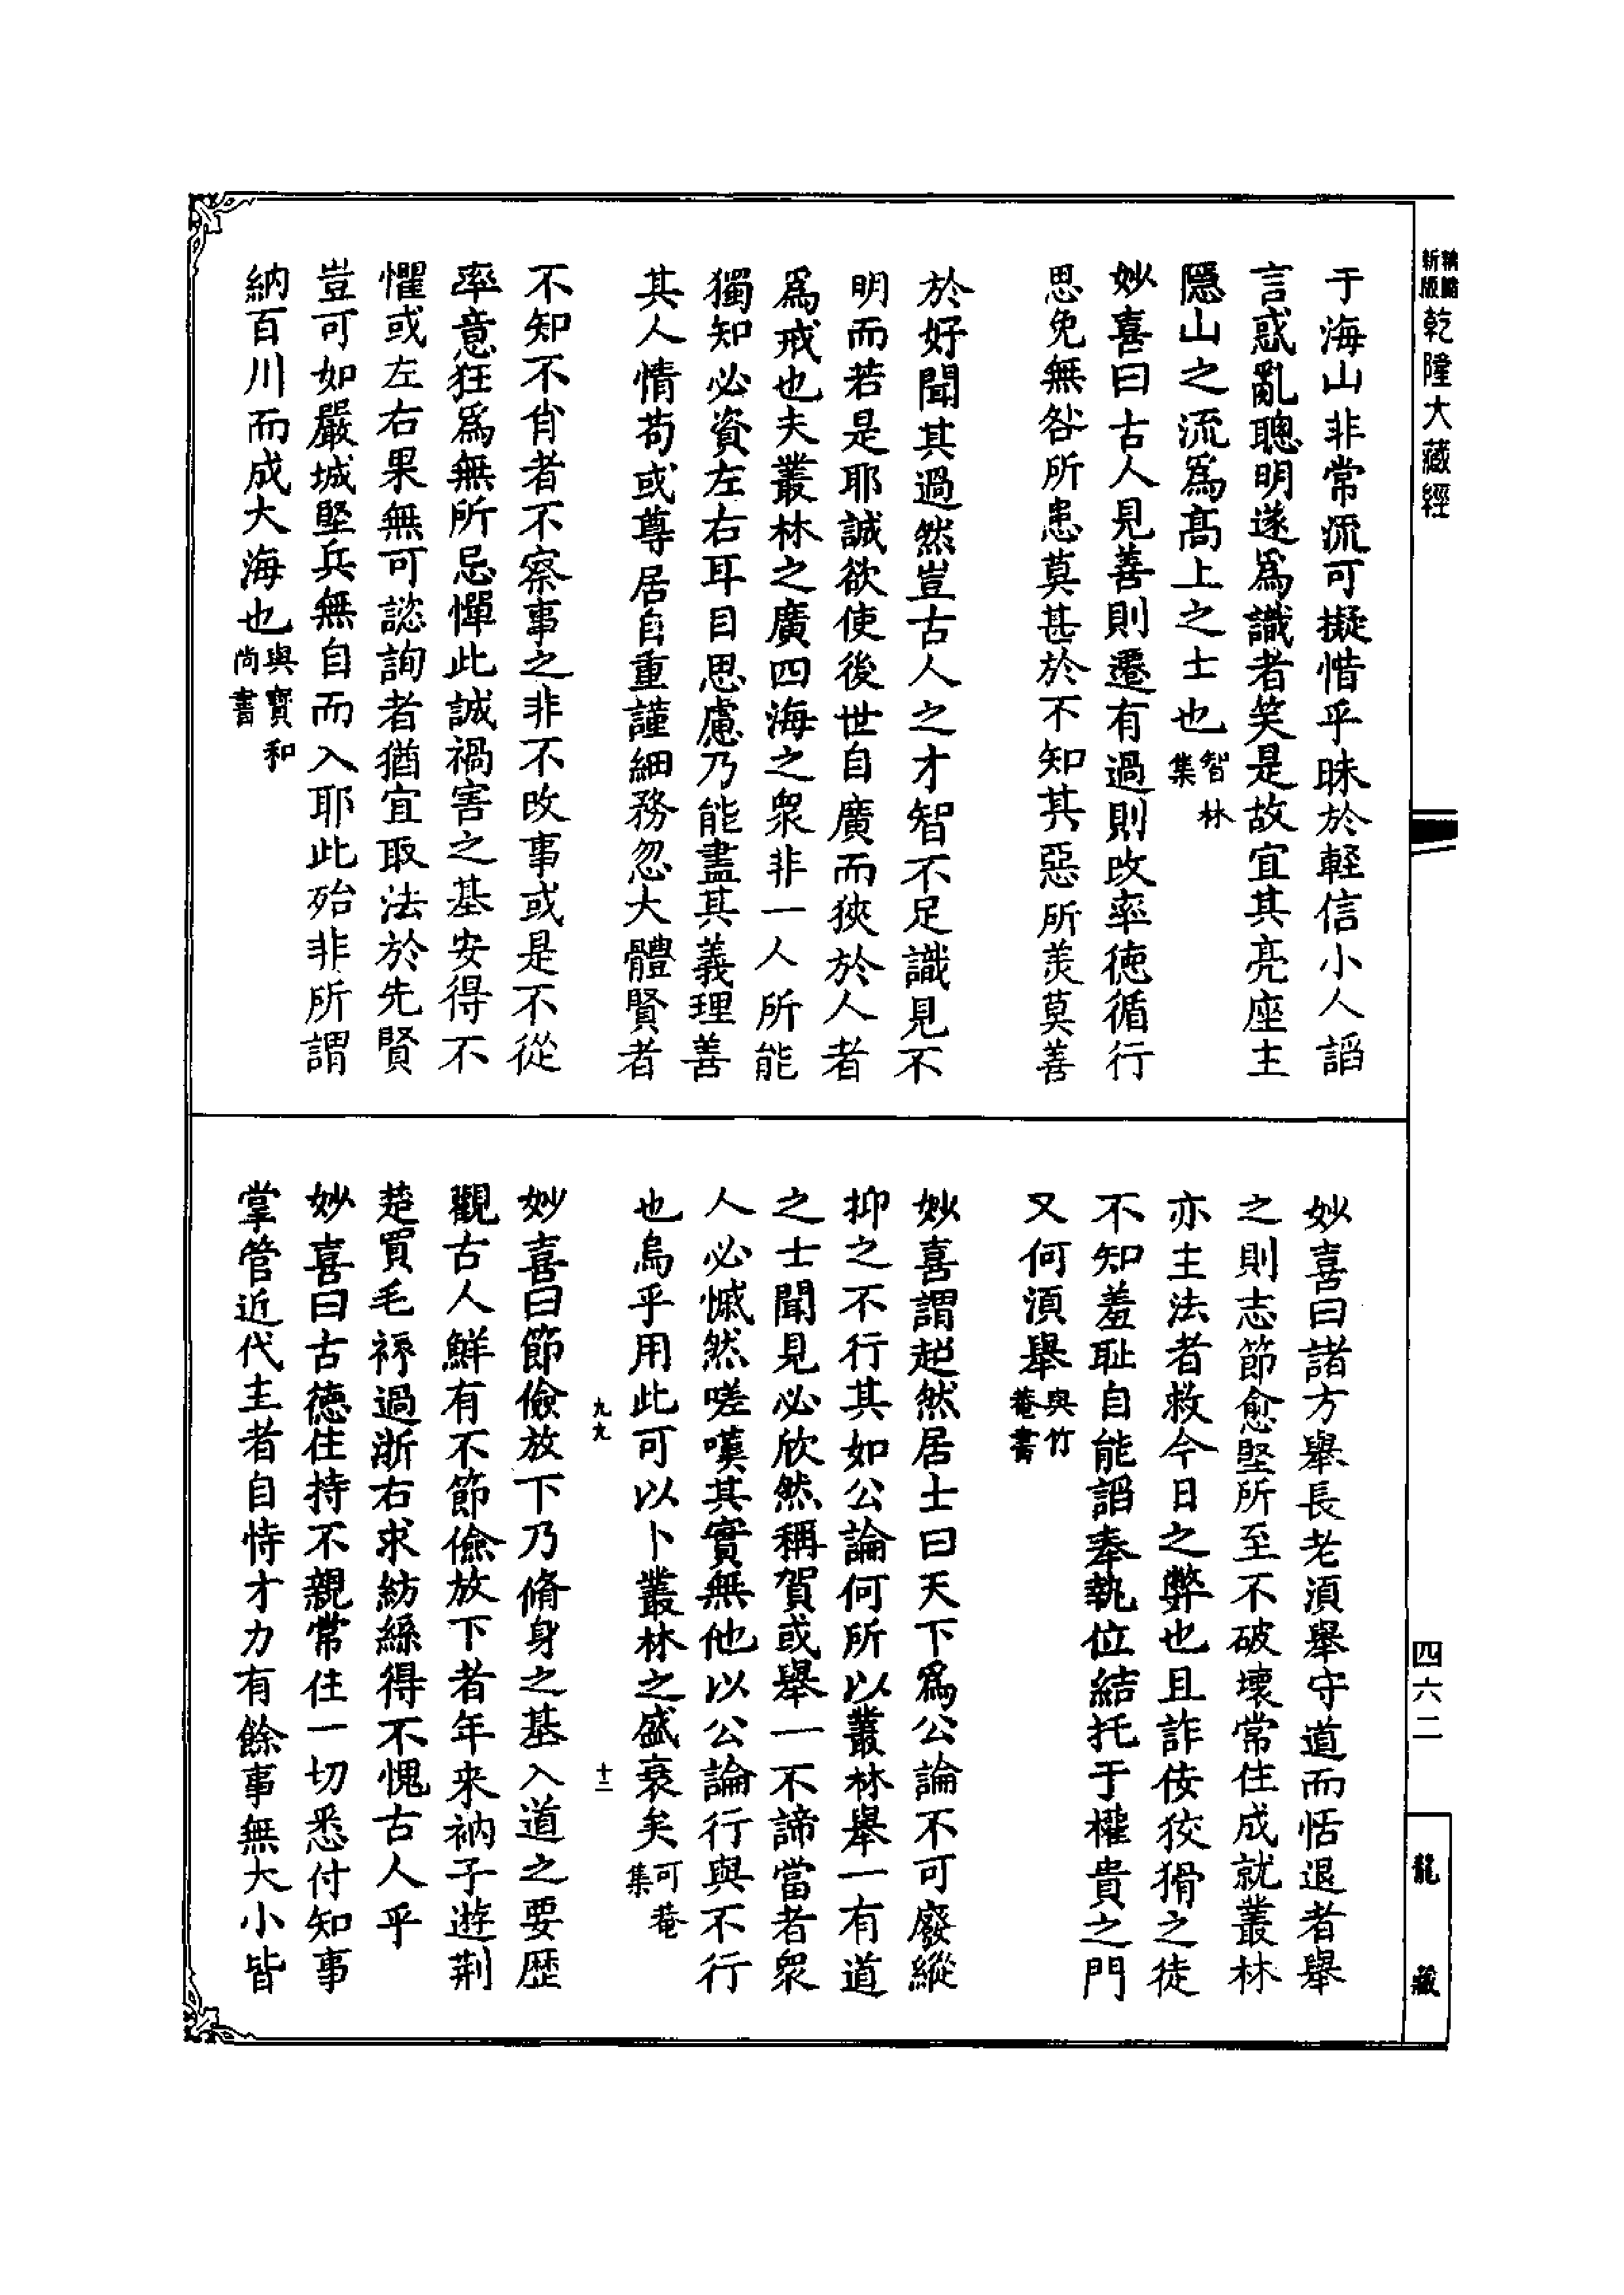 新版
乾隆大藏經
于海山非常流可擬惜乎昧於輕信小人謟
言惑亂聰明遂爲識者笑是故宜其亮座主
隱山之流爲髙上之士也智林集
妙喜曰古人見善則遷有過則改率德循行
思免無咎所患莫甚於不知其惡所羙莫善
於好聞其過然豈古人之才智不足識見不
明而若是耶誠欲使後世自廣而狹於人者
爲戒也夫叢林之廣四海之衆非一人所能
獨知必資左右耳目思慮乃能盡其義理善
其人情苟或尊居自重謹細務忽大體賢者
不知不肖者不察事之非不改事或是不從
率意狂爲無所忌憚此誠禍害之基安得不
懼或左右果無可諮詢者猶宜取法於先賢
豈可如嚴城堅兵無自而入耶此殆非所謂
納百川而成大海也與寳和尚書
妙喜曰諸方舉長老湏舉守道而恬退者舉
之則志節愈堅所至不破壞常住成就叢林
亦主法者救今日之弊也且詐佞狡猾之徒
不知羞耻自能謟奉執位結托于權貴之門
又何湏舉與竹菴書
妙喜謂超然居士曰天下爲公論不可廢縱
抑之不行其如公論何所以叢林舉一有道
之士聞見必欣然稱賀或舉一不諦當者衆
人必慽然嗟嘆其實無他以公論行與不行
也烏乎用此可以卜叢林之盛衰矣可菴集
九九
十二
妙喜曰節儉放下乃脩身之基入道之要歷
觀古人鮮有不節儉放下者年來衲子遊荆
楚買毛褥過浙右求紡絲得不愧古人乎
妙喜曰古德住持不親常住一切悉付知事
掌管近代主者自恃才力有餘事無大小皆
四六二
龍藏